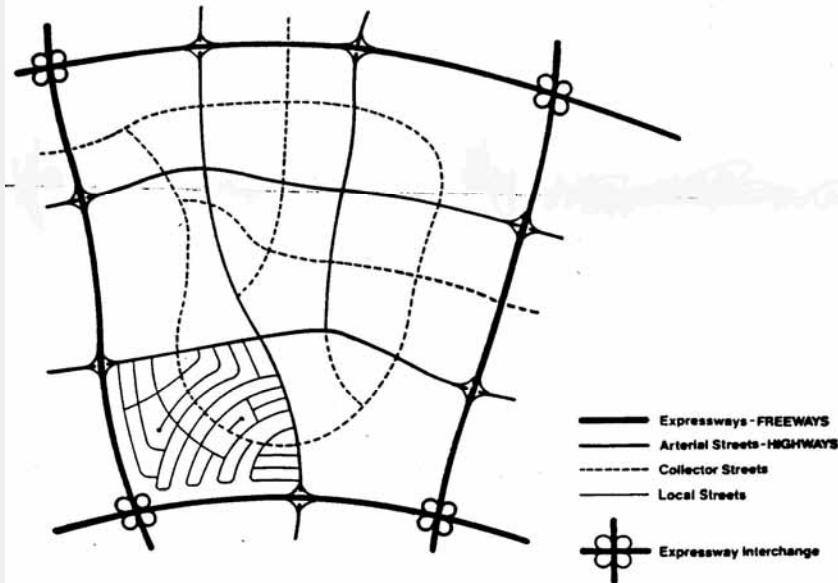 Expressways-FREEWAYS
Arterial Streets-HIGHWAYS
Collector Streets
Local Streets
Expressway Interchange